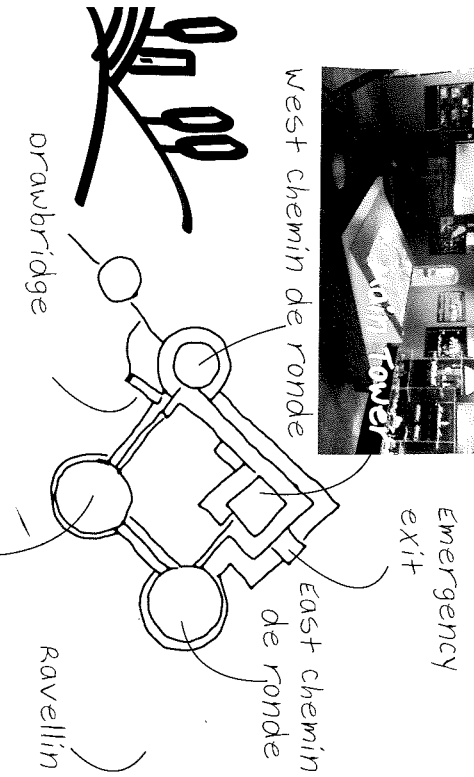 Emergency
exit
Tower
West chemin de ronde
East chemin
de ronde
Drawbridge
Ravellin